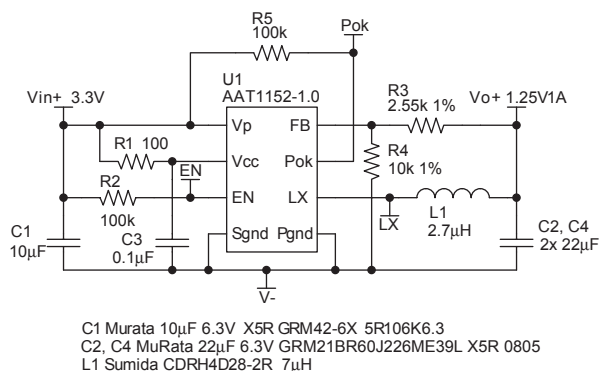 R5
100k
Pok
U1
AAT1152-1.0
Vin+ 3.3V
R3
2.55k 1%
Vo+ 1.25V1A
Vp
FB
R1 100
Vcc
Pok
R4
10k 1%
R2
100k
EN
EN
LX
LX
L1
2.7µH
C1
10µF
C3
0.1µF
Sgnd
Pgnd
C2, C4
2x 22µF
V-
C1 Murata 10µF 6.3V X5R GRM42-6X 5R106K6.3
C2, C4 MuRata 22µF 6.3V GRM21BR60J226ME39L X5R 0805
L1 Sumida CDRH4D28-2R 7µH